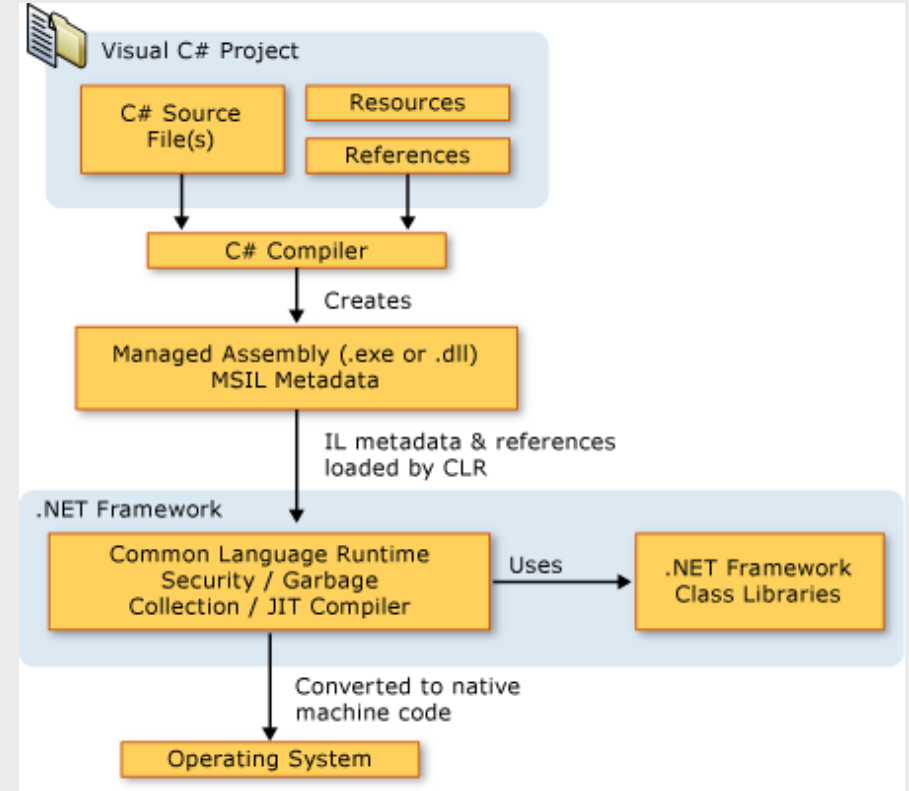 Visual C# Project
C# Source
File(s)
Resources
References
C# Compiler
Creates
Managed Assembly (.exe or .dll)
MSIL Metadata
IL metadata & references
loaded by CLR
.NET Framework
Common Language Runtime
Security / Garbage
Collection / JIT Compiler
Uses
.NET Framework
Class Libraries
Converted to native
machine code
Operating System